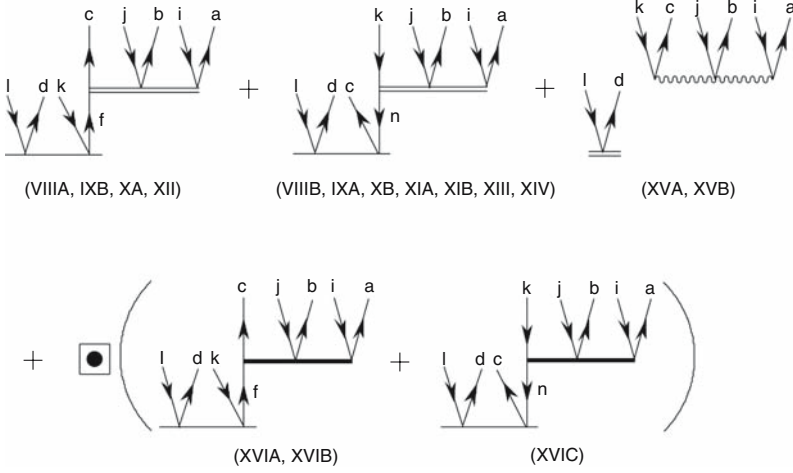 c j b i a k j b i a k c j b i a
+ +
l d k l d c l d
f n
(VIIIA, IXB, XA, XII) (VIIIB, IXA, XB, XIA, XIB, XIII, XIV) (XVA, XVB)
c j b i a k j b i a
+ ( + )
l d k l d c
f n
(XVIA, XVIB) (XVIC)